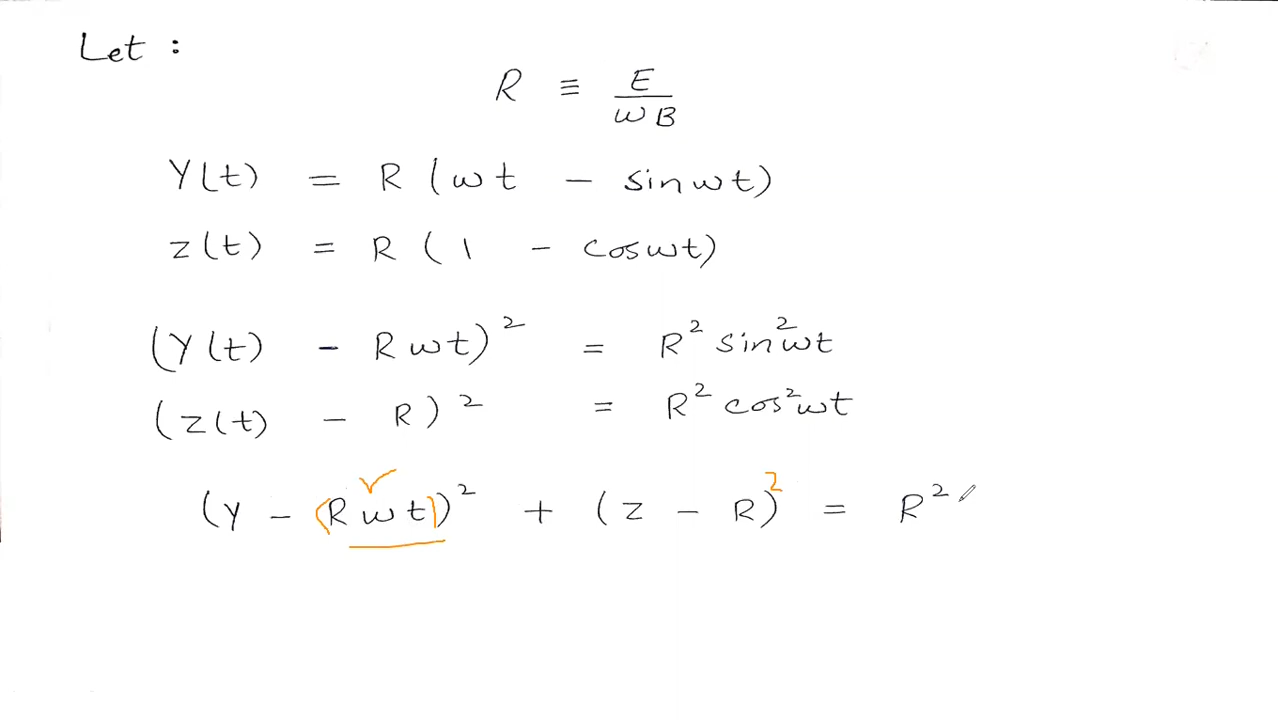 Let :
R ≡ E / ωB
Y(t) = R (ωt - sinωt)
z(t) = R (1 - cosωt)
(Y(t) - Rωt)² = R² sin²ωt
(z(t) - R)² = R² cos²ωt
(y - (Rωt))² + (z - R)² = R²